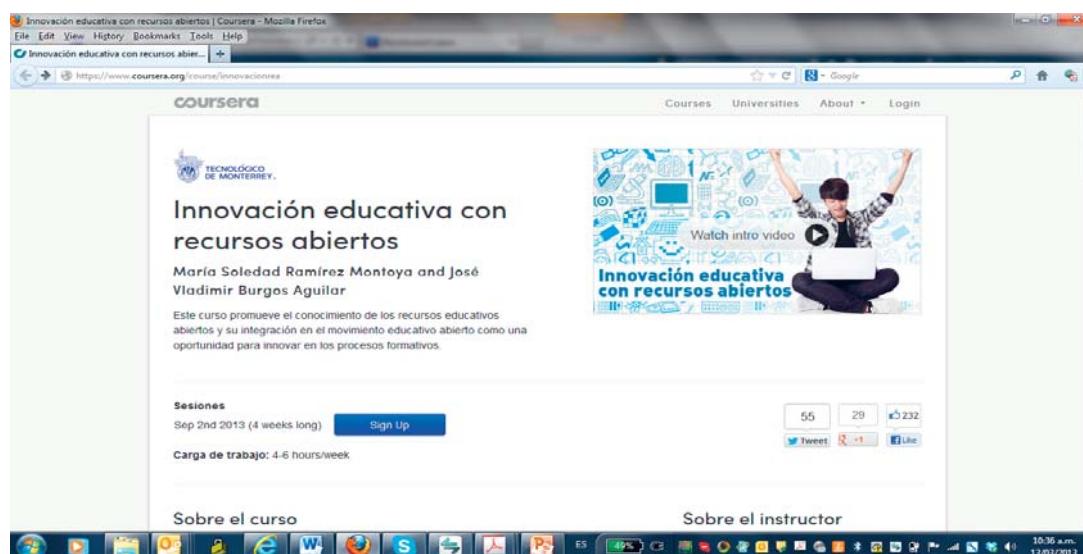 Innovación educativa con recursos abiertos | Coursera - Mozilla Firefox
File Edit View History Bookmarks Tools Help
Innovación educativa con recursos abier...
https://www.coursera.org/course/innovacionrea
Google
coursera
Courses Universities About Login
TECNOLÓGICO
DE MONTERREY.
Innovación educativa con
recursos abiertos
María Soledad Ramírez Montoya and José
Vladimir Burgos Aguilar
Este curso promueve el conocimiento de los recursos educativos
abiertos y su integración en el movimiento educativo abierto como una
oportunidad para innovar en los procesos formativos.
Watch intro video
Innovación educativa
con recursos abiertos
Sesiones
Sep 2nd 2013 (4 weeks long) Sign Up
Carga de trabajo: 4-6 hours/week
55 29 232
Tweet +1 Like
Sobre el curso
Sobre el instructor
ES 49% 10:36 a.m.